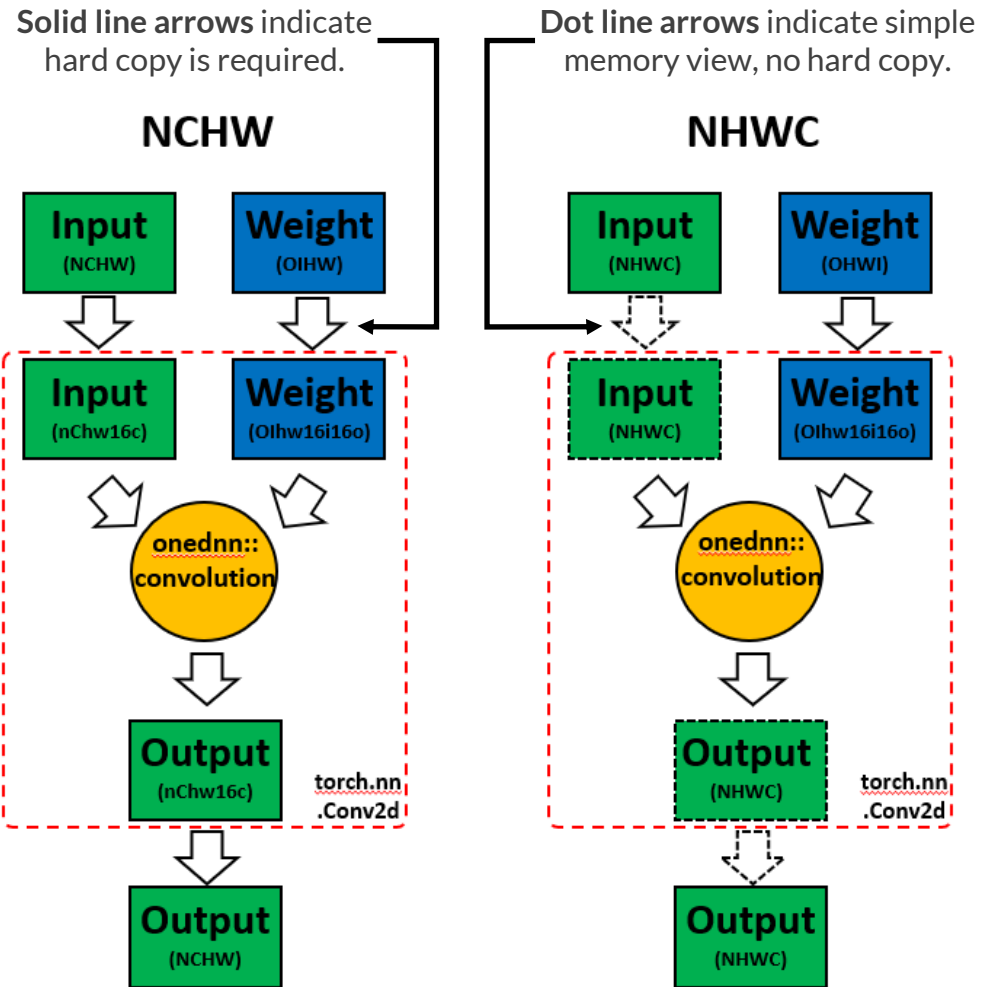 Solid line arrows indicate
hard copy is required.
Dot line arrows indicate simple
memory view, no hard copy.
NCHW
Input
(NCHW)
Weight
(OIHW)
Input
(nChw16c)
Weight
(OIhw16i16o)
onednn::
convolution
Output
(nChw16c)
torch.nn
.Conv2d
Output
(NCHW)
NHWC
Input
(NHWC)
Weight
(OHWI)
Input
(NHWC)
Weight
(OIhw16i16o)
onednn::
convolution
Output
(NHWC)
torch.nn
.Conv2d
Output
(NHWC)